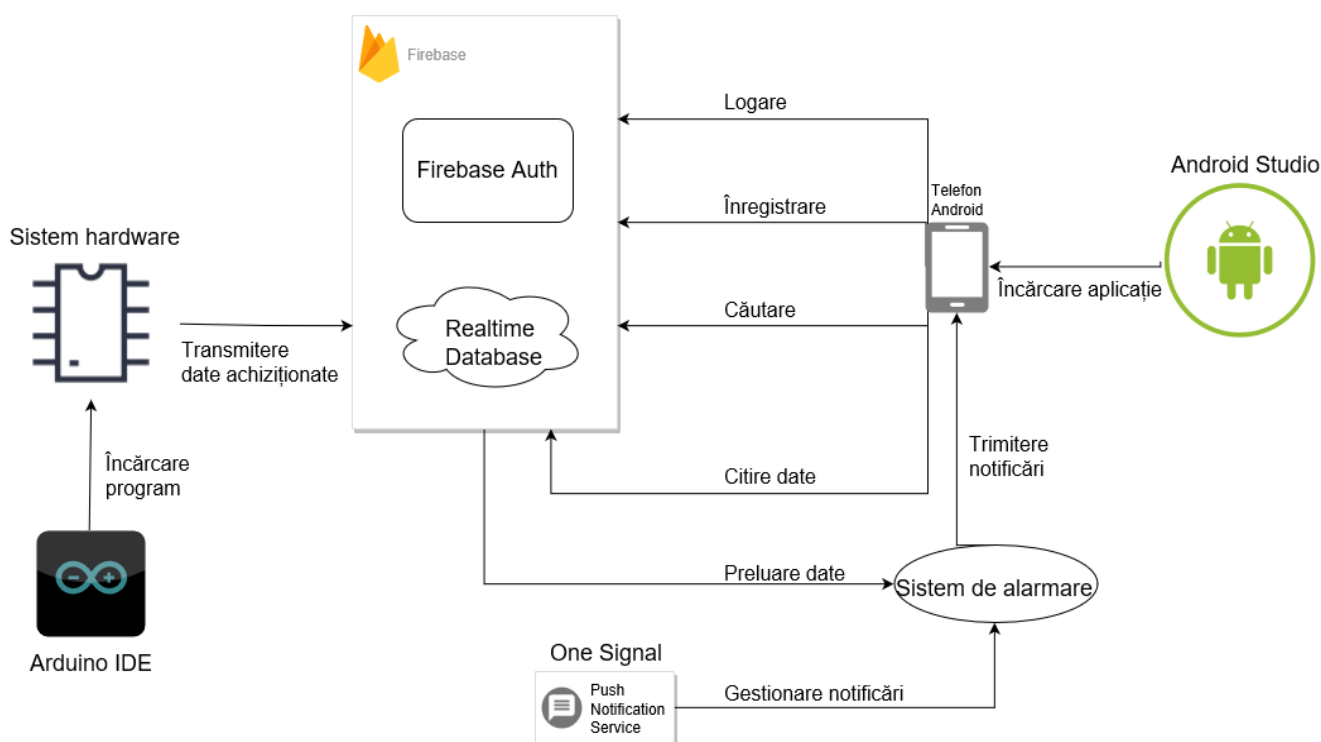 Firebase
Logare
Firebase Auth
Android Studio
Telefon
Android
Înregistrare
Sistem hardware
Încărcare aplicație
Căutare
Realtime
Database
Transmitere
date achiziționate
Trimitere
notificări
Încărcare
program
Citire date
Preluare date
Sistem de alarmare
Arduino IDE
One Signal
Push
Notification
Service
Gestionare notificări